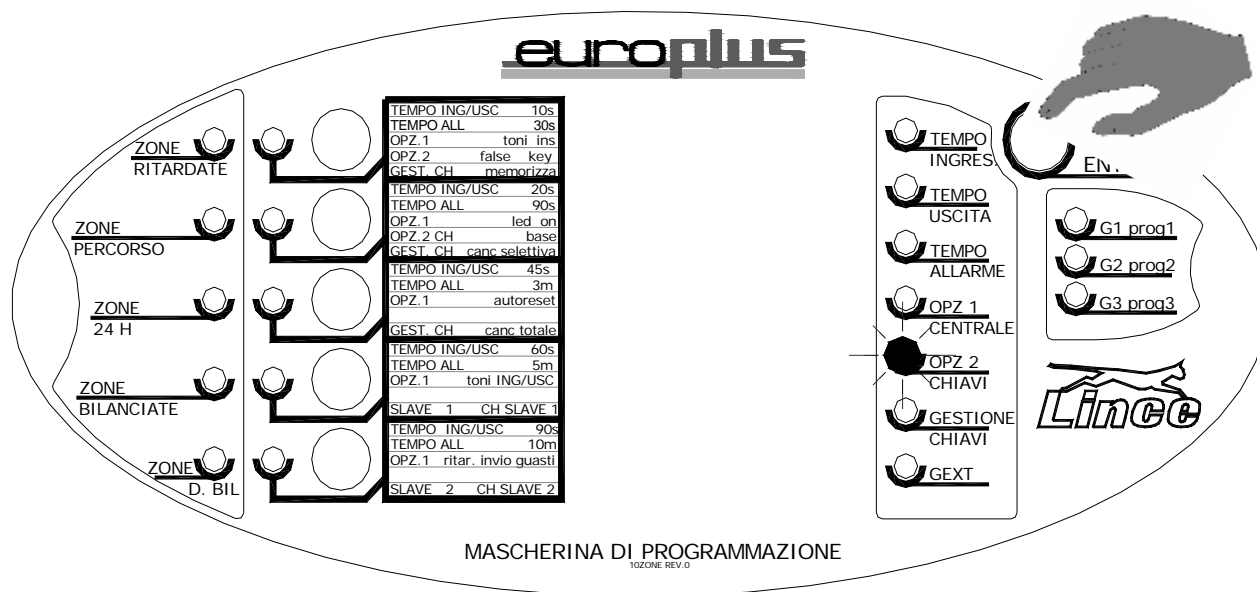 europlus
ZONE
RITARDATE
ZONE
PERCORSO
ZONE
24 H
ZONE
BILANCIATE
ZONE
D. BIL
TEMPO ING/USC 10s
TEMPO ALL 30s
OPZ.1 toni ins
OPZ.2 false key
GEST. CH memorizza
TEMPO ING/USC 20s
TEMPO ALL 90s
OPZ.1 led on
OPZ.2 CH base
GEST. CH canc selettiva
TEMPO ING/USC 45s
TEMPO ALL 3m
OPZ.1 autoreset
GEST. CH canc totale
TEMPO ING/USC 60s
TEMPO ALL 5m
OPZ.1 toni ING/USC
SLAVE 1 CH SLAVE 1
TEMPO ING/USC 90s
TEMPO ALL 10m
OPZ.1 ritar. invio guasti
SLAVE 2 CH SLAVE 2
TEMPO
INGRES.
TEMPO
USCITA
TEMPO
ALLARME
OPZ 1
CENTRALE
OPZ 2
CHIAVI
GESTIONE
CHIAVI
GEXT
G1 prog1
G2 prog2
G3 prog3
Lince
MASCHERINA DI PROGRAMMAZIONE
10ZONE REV.0